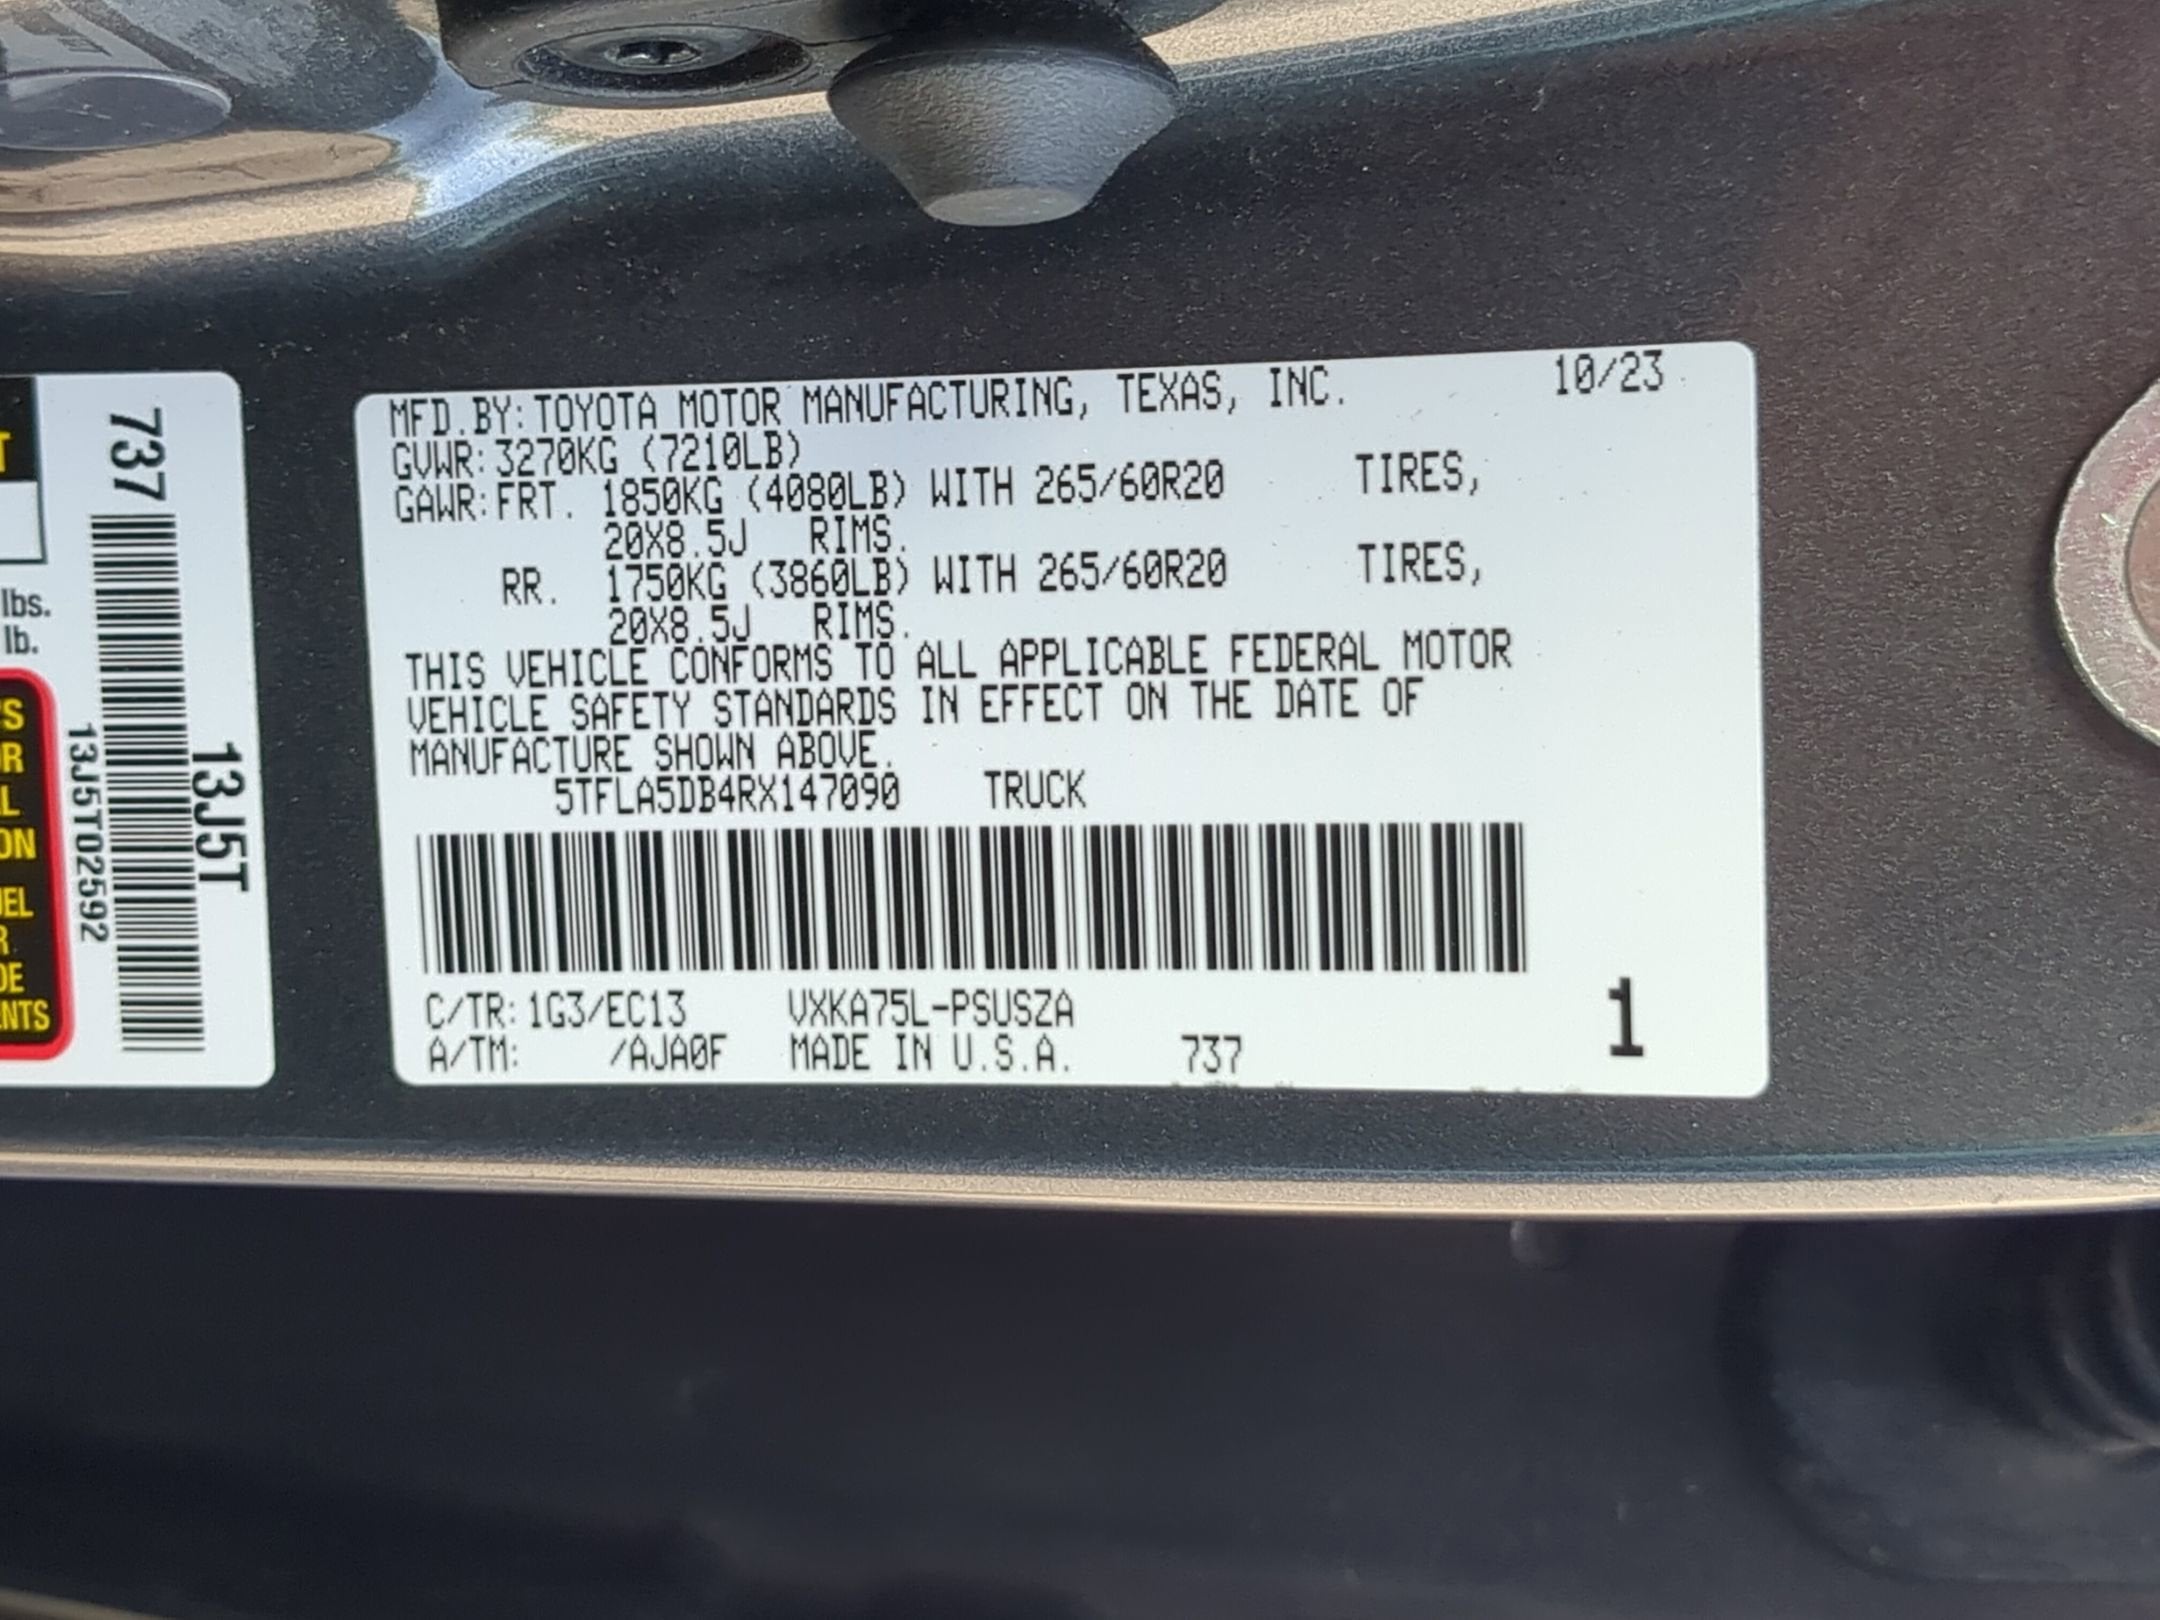 MFD.BY:TOYOTA MOTOR MANUFACTURING, TEXAS, INC. 10/23
GVWR:3270KG (7210LB)
GAWR:FRT. 1850KG (4080LB) WITH 265/60R20 TIRES,
20X8.5J RIMS.
RR. 1750KG (3860LB) WITH 265/60R20 TIRES,
20X8.5J RIMS.
THIS VEHICLE CONFORMS TO ALL APPLICABLE FEDERAL MOTOR
VEHICLE SAFETY STANDARDS IN EFFECT ON THE DATE OF
MANUFACTURE SHOWN ABOVE.
5TFLA5DB4RX147090 TRUCK
C/TR:1G3/EC13 VXKA75L-PSUSZA
A/TM: /AJA0F MADE IN U.S.A. 737
1
737
13J5T
13J5T02592
lbs.
lb.